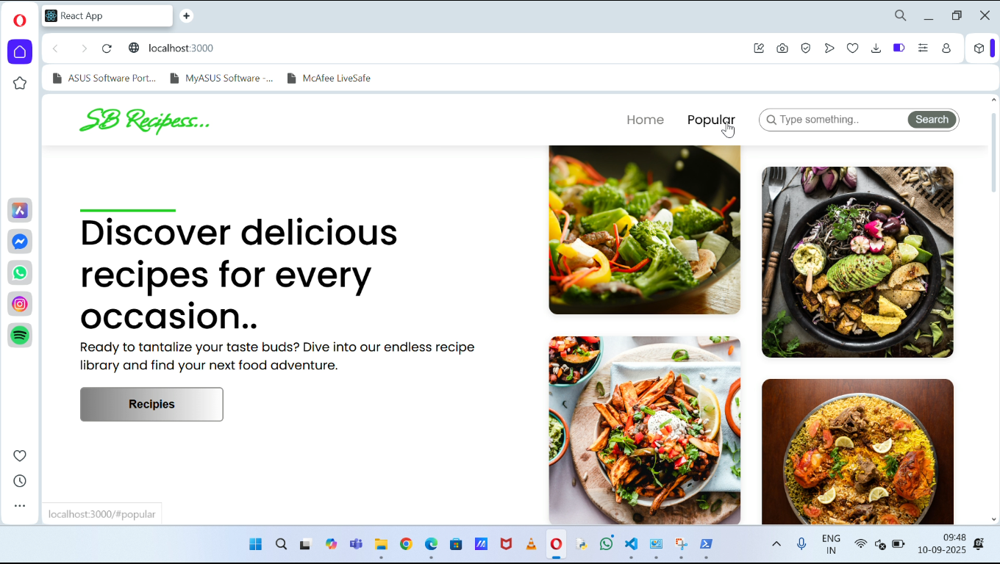 React App
localhost:3000
ASUS Software Port...
MyASUS Software -...
McAfee LiveSafe
SB Recipess...
Home
Popular
Type something..
Search
Discover delicious
recipes for every
occasion..
Ready to tantalize your taste buds? Dive into our endless recipe
library and find your next food adventure.
Recipies
localhost:3000/#popular
ENG
IN
09:48
10-09-2025